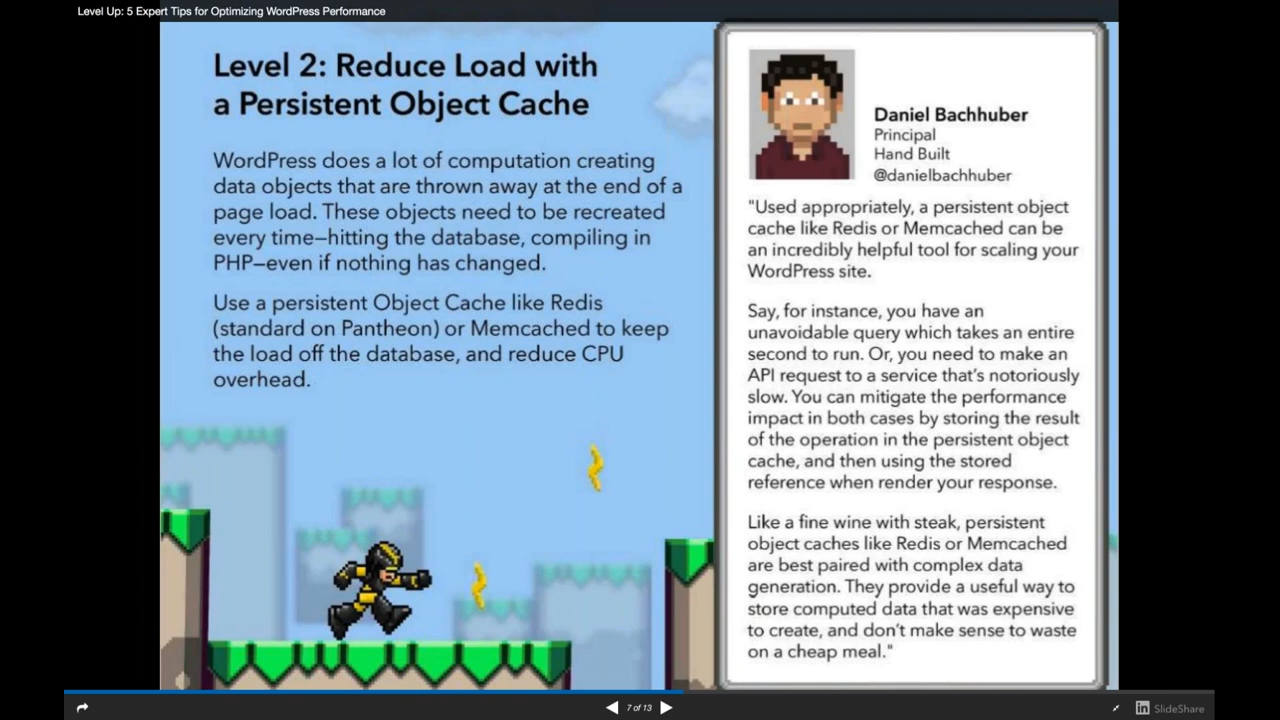 Level Up: 5 Expert Tips for Optimizing WordPress Performance
Level 2: Reduce Load with
a Persistent Object Cache
WordPress does a lot of computation creating
data objects that are thrown away at the end of a
page load. These objects need to be recreated
every time—hitting the database, compiling in
PHP—even if nothing has changed.
Use a persistent Object Cache like Redis
(standard on Pantheon) or Memcached to keep
the load off the database, and reduce CPU
overhead.
Daniel Bachhuber
Principal
Hand Built
@danielbachhuber
"Used appropriately, a persistent object
cache like Redis or Memcached can be
an incredibly helpful tool for scaling your
WordPress site.
Say, for instance, you have an
unavoidable query which takes an entire
second to run. Or, you need to make an
API request to a service that's notoriously
slow. You can mitigate the performance
impact in both cases by storing the result
of the operation in the persistent object
cache, and then using the stored
reference when render your response.
Like a fine wine with steak, persistent
object caches like Redis or Memcached
are best paired with complex data
generation. They provide a useful way to
store computed data that was expensive
to create, and don't make sense to waste
on a cheap meal."
7 of 13
in SlideShare